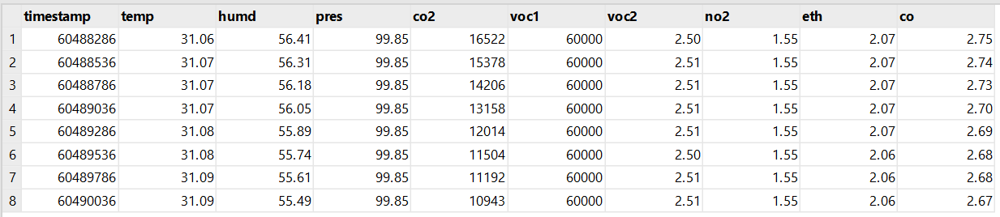 timestamp temp humd pres co2 voc1 voc2 no2 eth co
1 60488286 31.06 56.41 99.85 16522 60000 2.50 1.55 2.07 2.75
2 60488536 31.07 56.31 99.85 15378 60000 2.51 1.55 2.07 2.74
3 60488786 31.07 56.18 99.85 14206 60000 2.51 1.55 2.07 2.73
4 60489036 31.07 56.05 99.85 13158 60000 2.51 1.55 2.07 2.70
5 60489286 31.08 55.89 99.85 12014 60000 2.51 1.55 2.07 2.69
6 60489536 31.08 55.74 99.85 11504 60000 2.50 1.55 2.06 2.68
7 60489786 31.09 55.61 99.85 11192 60000 2.51 1.55 2.06 2.68
8 60490036 31.09 55.49 99.85 10943 60000 2.51 1.55 2.06 2.67